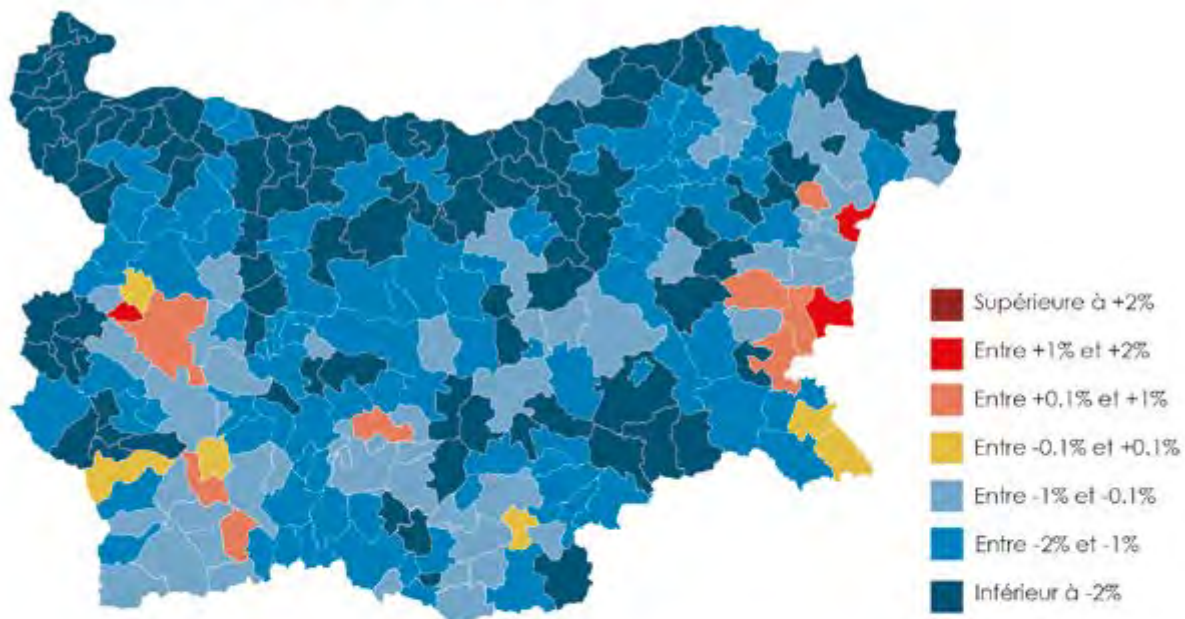 Supérieure à +2%
Entre +1% et +2%
Entre +0.1% et +1%
Entre -0.1% et +0.1%
Entre -1% et -0.1%
Entre -2% et -1%
Inférieur à -2%